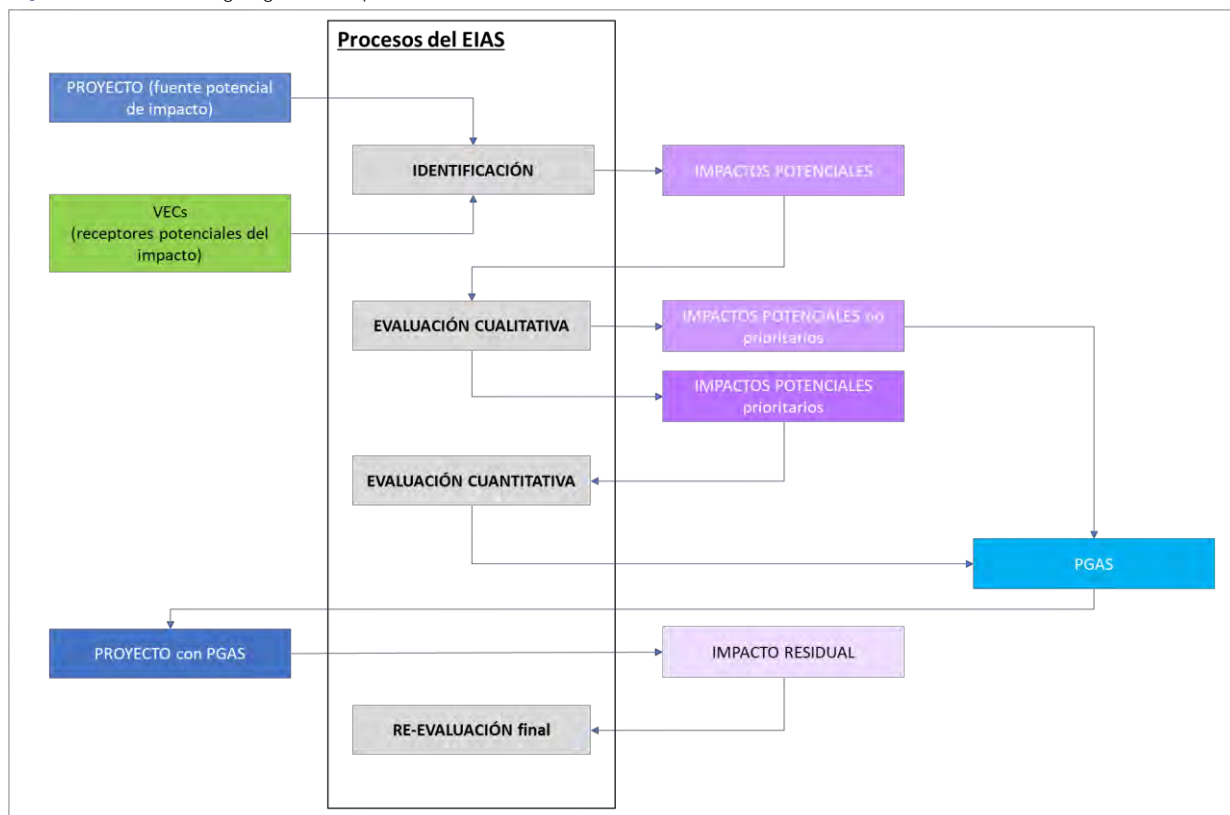 Procesos del EIAS
PROYECTO (fuente potencial
de impacto)
IDENTIFICACIÓN
IMPACTOS POTENCIALES
VECs
(receptores potenciales del
impacto)
EVALUACIÓN CUALITATIVA
IMPACTOS POTENCIALES no
prioritarios
IMPACTOS POTENCIALES
prioritarios
EVALUACIÓN CUANTITATIVA
PGAS
PROYECTO con PGAS
IMPACTO RESIDUAL
RE-EVALUACIÓN final